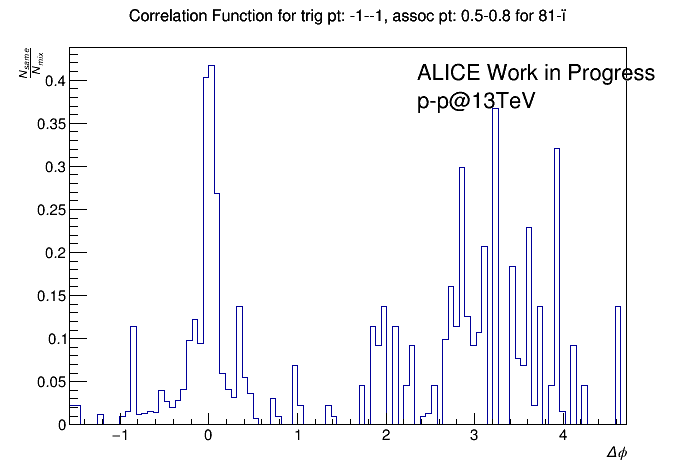 Correlation Function for trig pt: -1--1, assoc pt: 0.5-0.8 for 81-ï
N_same/N_mix
ALICE Work in Progress
p-p@13TeV
0.4
0.35
0.3
0.25
0.2
0.15
0.1
0.05
0
−1 0 1 2 3 4
Δϕ